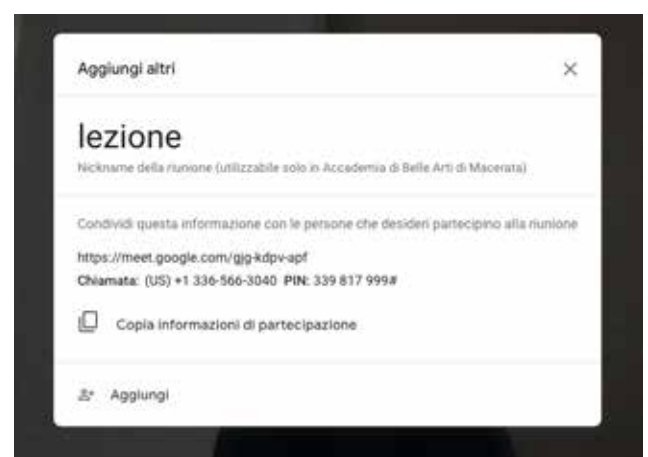 Aggiungi altri
lezione
Nickname della riunione (utilizzabile solo in Accademia di Belle Arti di Macerata)
Condividi questa informazione con le persone che desideri partecipino alla riunione
https://meet.google.com/gjg-kdpv-apf
Chiamata: (US) +1 336-566-3040 PIN: 339 817 999#
Copia informazioni di partecipazione
Aggiungi